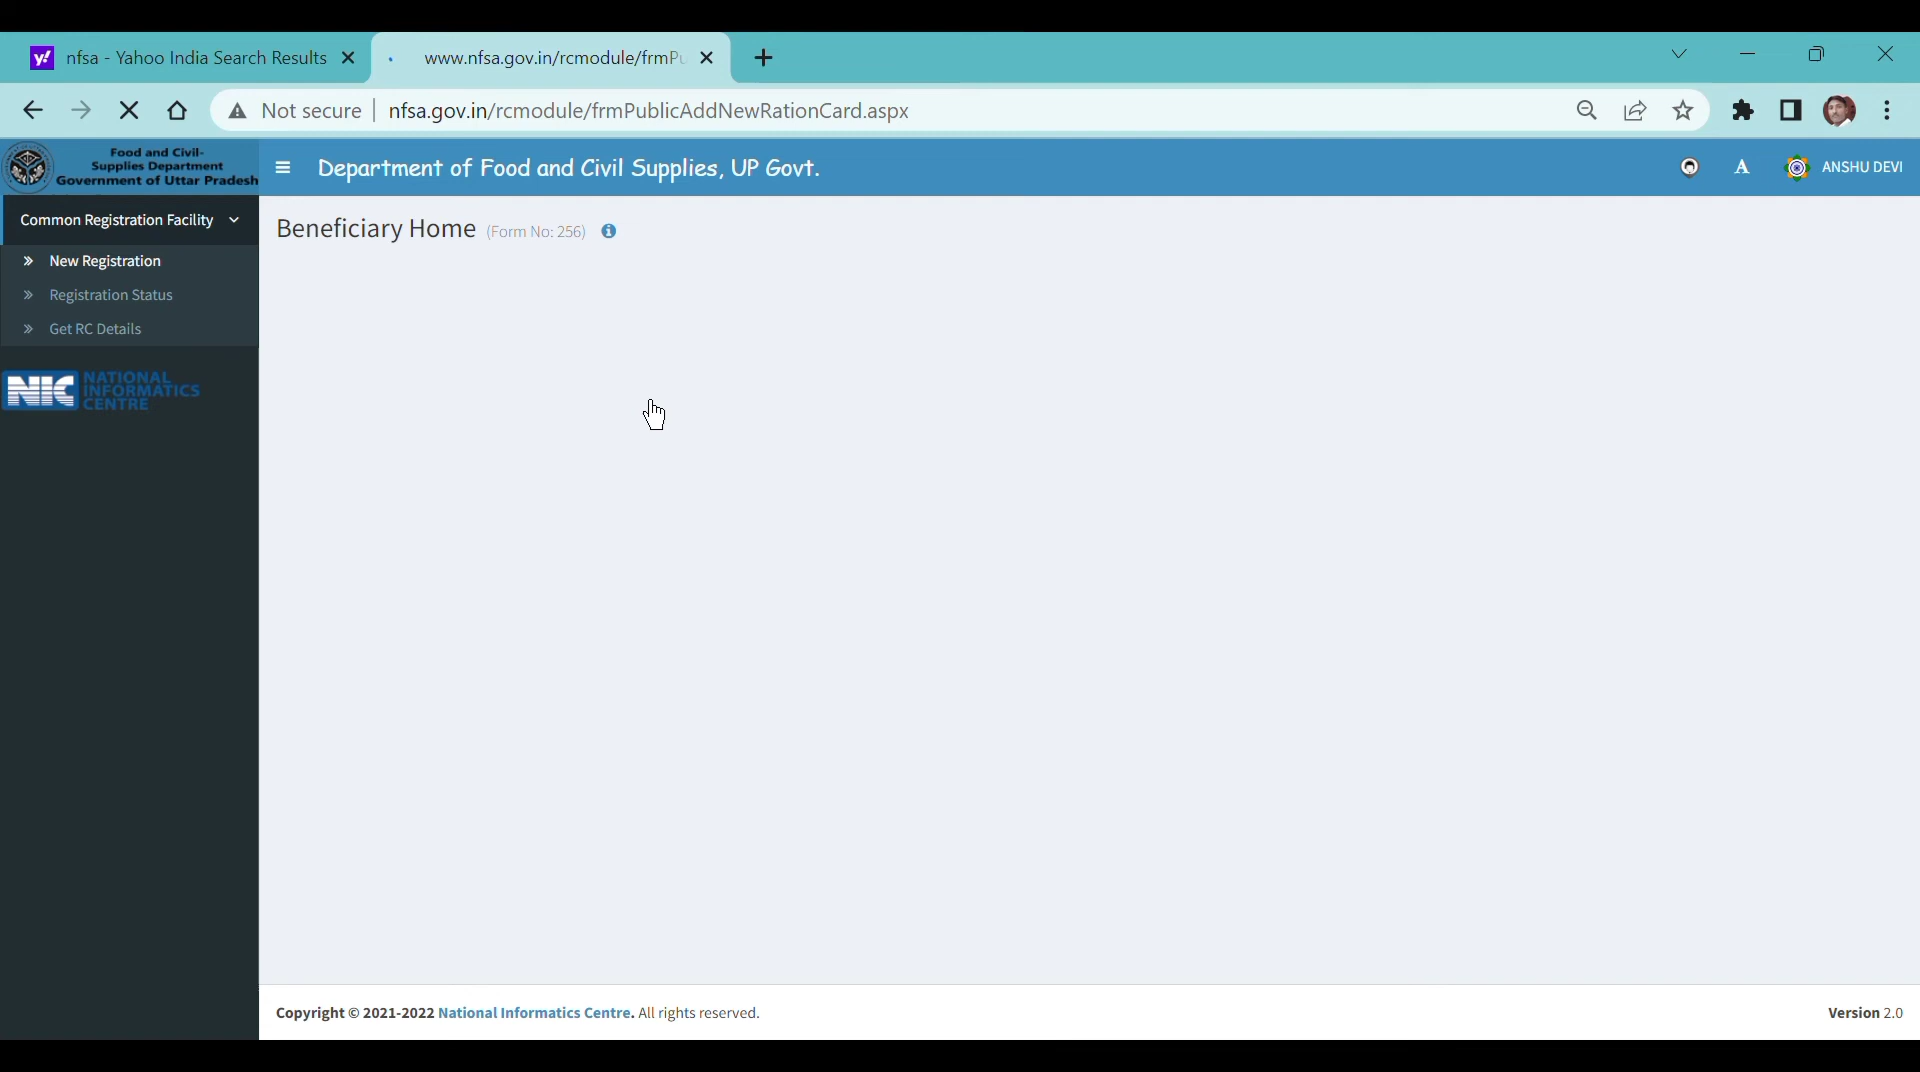 nfsa - Yahoo India Search Results
www.nfsa.gov.in/rcmodule/frmPu
Not secure
nfsa.gov.in/rcmodule/frmPublicAddNewRationCard.aspx
Food and Civil-
Supplies Department
Government of Uttar Pradesh
Department of Food and Civil Supplies, UP Govt.
A
ANSHU DEVI
Common Registration Facility
New Registration
Registration Status
Get RC Details
NIC
NATIONAL
INFORMATICS
CENTRE
Beneficiary Home (Form No: 256)
Copyright © 2021-2022 National Informatics Centre. All rights reserved.
Version 2.0